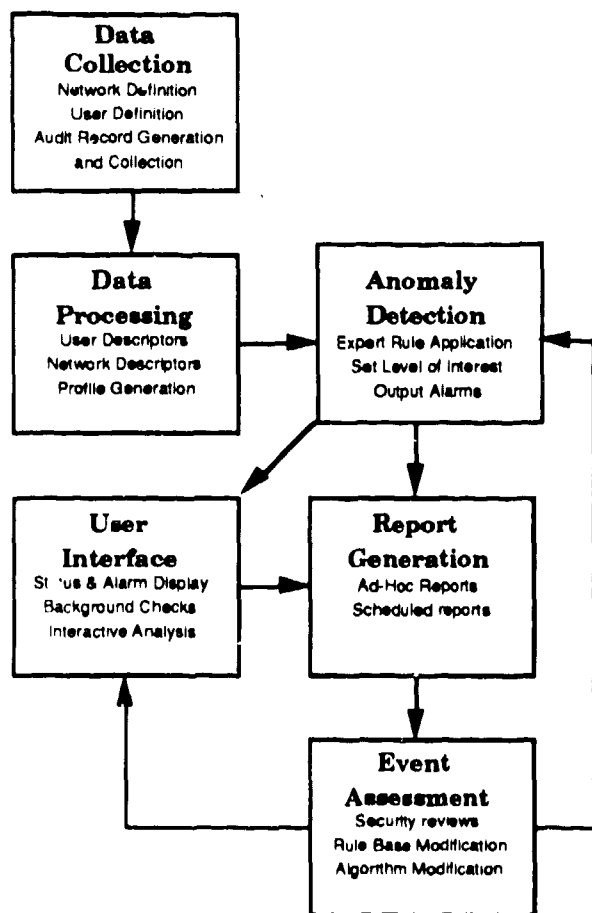 Data
Collection
Network Definition
User Definition
Audit Record Generation
and Collection
Data
Processing
User Descriptors
Network Descriptors
Profile Generation
Anomaly
Detection
Expert Rule Application
Set Level of Interest
Output Alarms
User
Interface
Status & Alarm Display
Background Checks
Interactive Analysis
Report
Generation
Ad-Hoc Reports
Scheduled reports
Event
Assessment
Security reviews
Rule Base Modification
Algorithm Modification